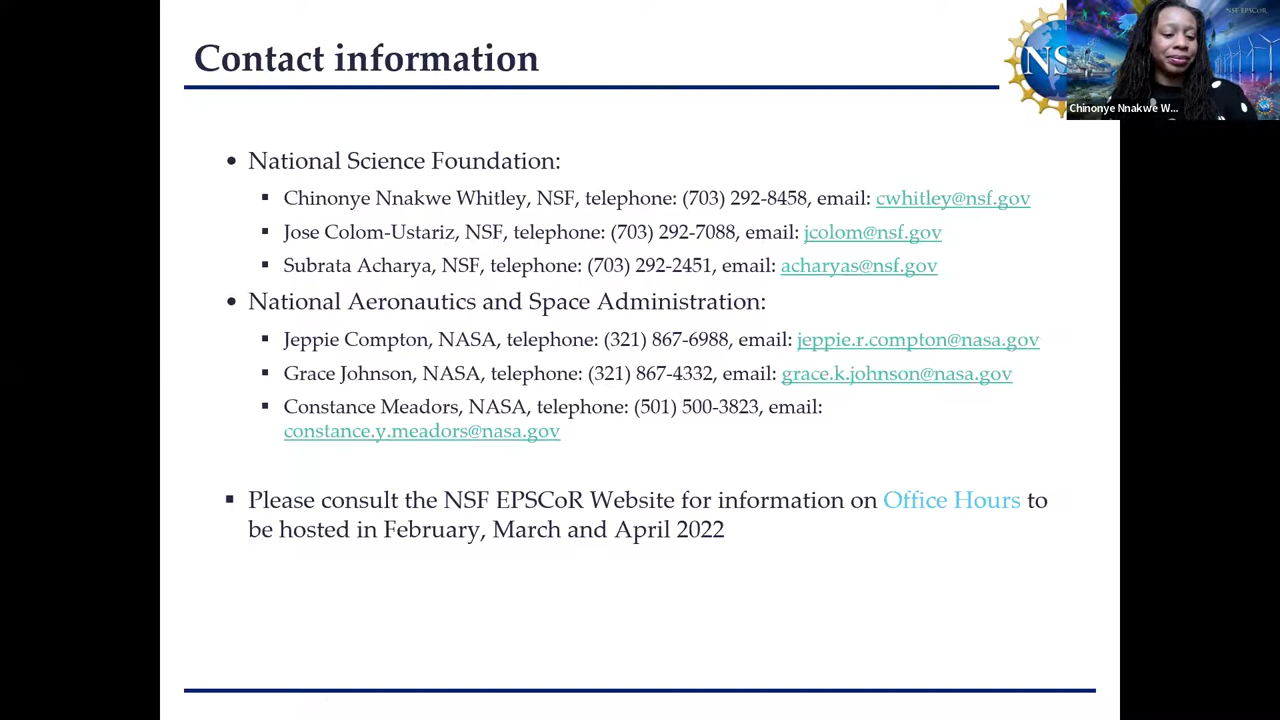 Contact information
NSF EPSCoR
NS
Chinonye Nnakwe W...
• National Science Foundation:
▪ Chinonye Nnakwe Whitley, NSF, telephone: (703) 292-8458, email: cwhitley@nsf.gov
▪ Jose Colom-Ustariz, NSF, telephone: (703) 292-7088, email: jcolom@nsf.gov
▪ Subrata Acharya, NSF, telephone: (703) 292-2451, email: acharyas@nsf.gov
• National Aeronautics and Space Administration:
▪ Jeppie Compton, NASA, telephone: (321) 867-6988, email: jeppie.r.compton@nasa.gov
▪ Grace Johnson, NASA, telephone: (321) 867-4332, email: grace.k.johnson@nasa.gov
▪ Constance Meadors, NASA, telephone: (501) 500-3823, email:
constance.y.meadors@nasa.gov
▪ Please consult the NSF EPSCoR Website for information on Office Hours to
be hosted in February, March and April 2022